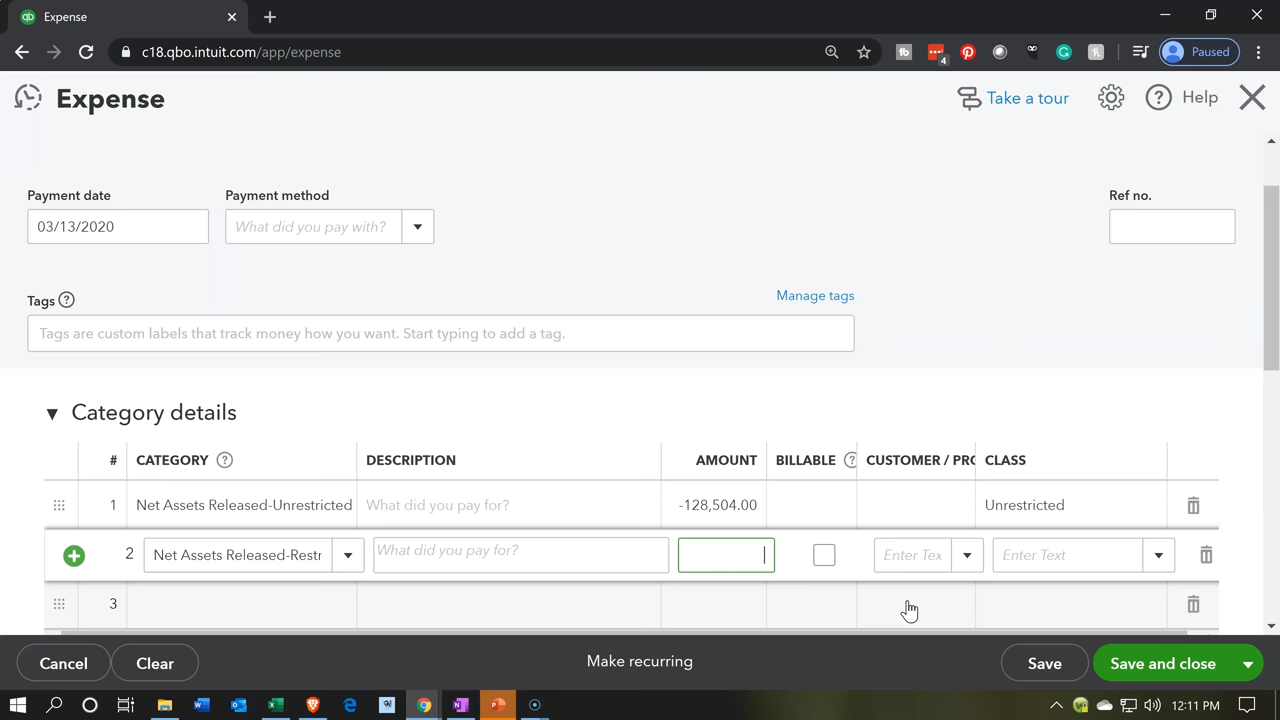 qb Expense
c18.qbo.intuit.com/app/expense
tb
4
Paused
Expense
Take a tour
? Help
Payment date
Payment method
Ref no.
03/13/2020
What did you pay with?
Tags ?
Manage tags
Tags are custom labels that track money how you want. Start typing to add a tag.
Category details
# CATEGORY ? DESCRIPTION AMOUNT BILLABLE ? CUSTOMER / PRO CLASS
1 Net Assets Released-Unrestricted What did you pay for? -128,504.00 Unrestricted
2 Net Assets Released-Restr What did you pay for? Enter Tex Enter Text
3
Cancel Clear Make recurring Save Save and close
12:11 PM